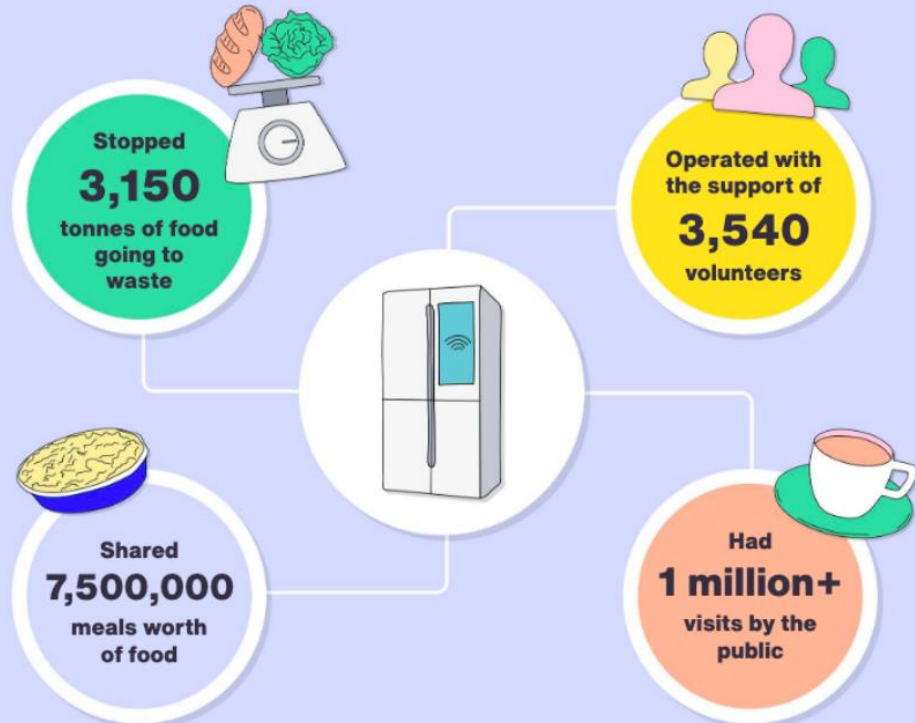 Stopped
3,150
tonnes of food
going to
waste
Operated with
the support of
3,540
volunteers
Shared
7,500,000
meals worth
of food
Had
1 million+
visits by the
public